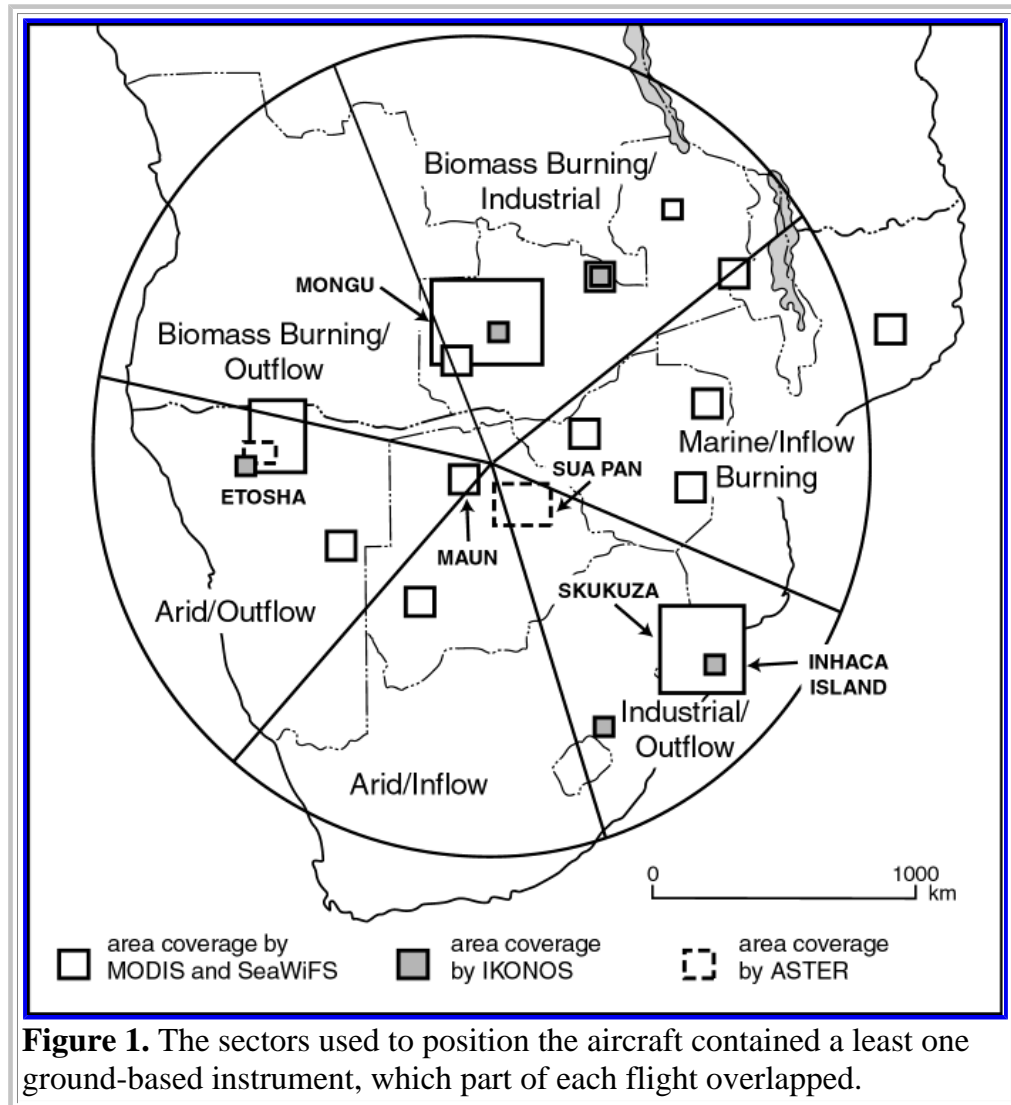 Biomass Burning/
Industrial
MONGU
Biomass Burning/
Outflow
Marine/Inflow
Burning
SUA PAN
ETOSHA
MAUN
SKUKUZA
Arid/Outflow
INHACA
ISLAND
Industrial/
Outflow
Arid/Inflow
0 1000
km
area coverage by
MODIS and SeaWiFS
area coverage
by IKONOS
area coverage
by ASTER
Figure 1. The sectors used to position the aircraft contained a least one
ground-based instrument, which part of each flight overlapped.